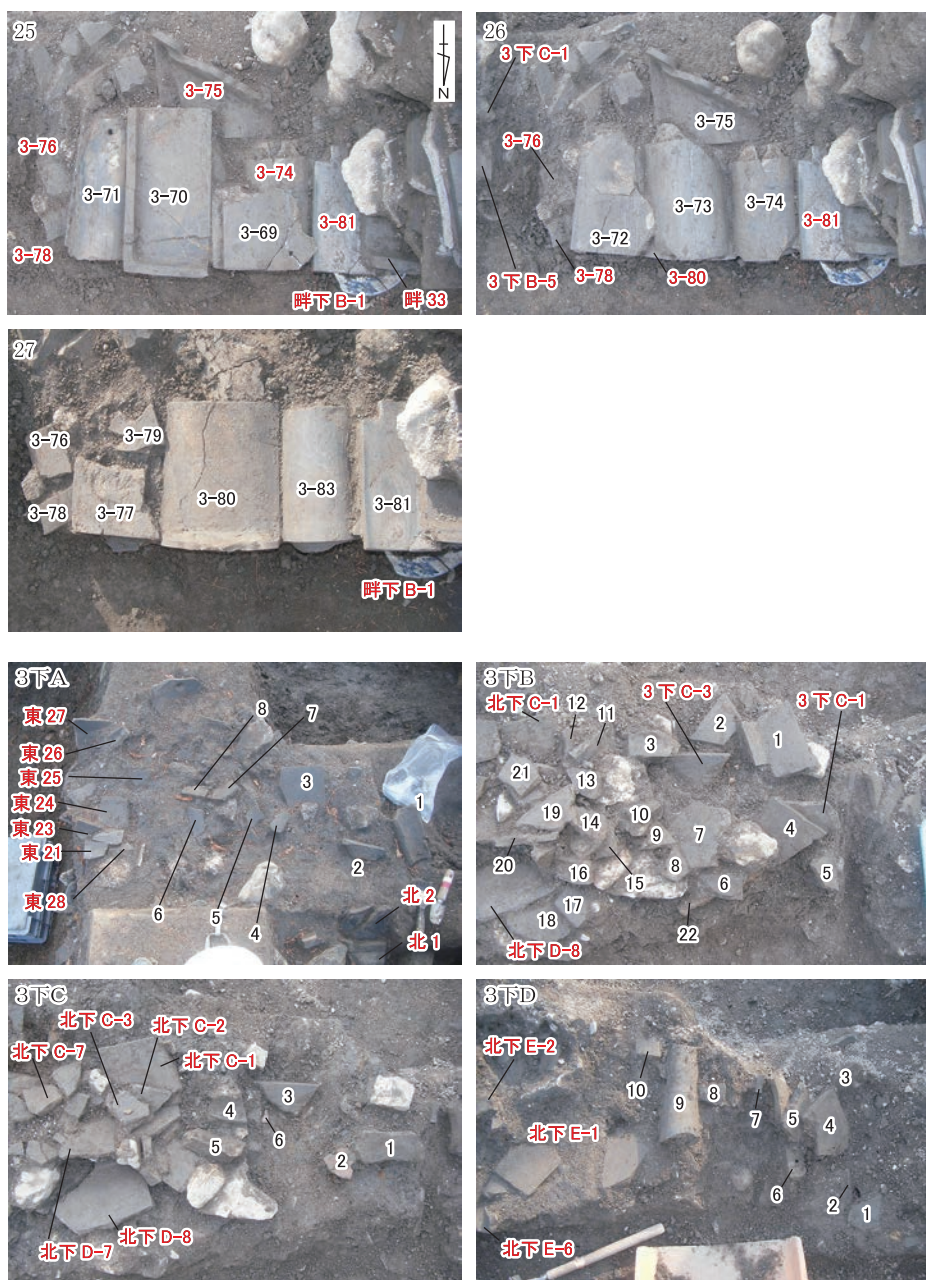 25
N
3-75
3-76
3-74
3-71
3-70
3-69
3-81
3-78
畔下 B-1
畔 33
26
3 下 C-1
3-75
3-76
3-74
3-73
3-81
3-72
3 下 B-5
3-78
3-80
27
3-76
3-79
3-80
3-83
3-81
3-78
3-77
畔下 B-1
3下A
東 27
東 26
東 25
東 24
東 23
東 21
東 28
8
7
3
1
2
6
5
4
北 2
北 1
3下B
北下 C-1
12
11
3 下 C-3
3 下 C-1
3
2
1
21
13
19
14
10
9
7
4
20
16
15
8
6
5
18
17
22
北下 D-8
3下C
北下 C-3
北下 C-2
北下 C-7
北下 C-1
4
3
6
5
2
1
北下 D-8
北下 D-7
3下D
北下 E-2
10
9
8
7
5
3
4
北下 E-1
6
2
1
北下 E-6